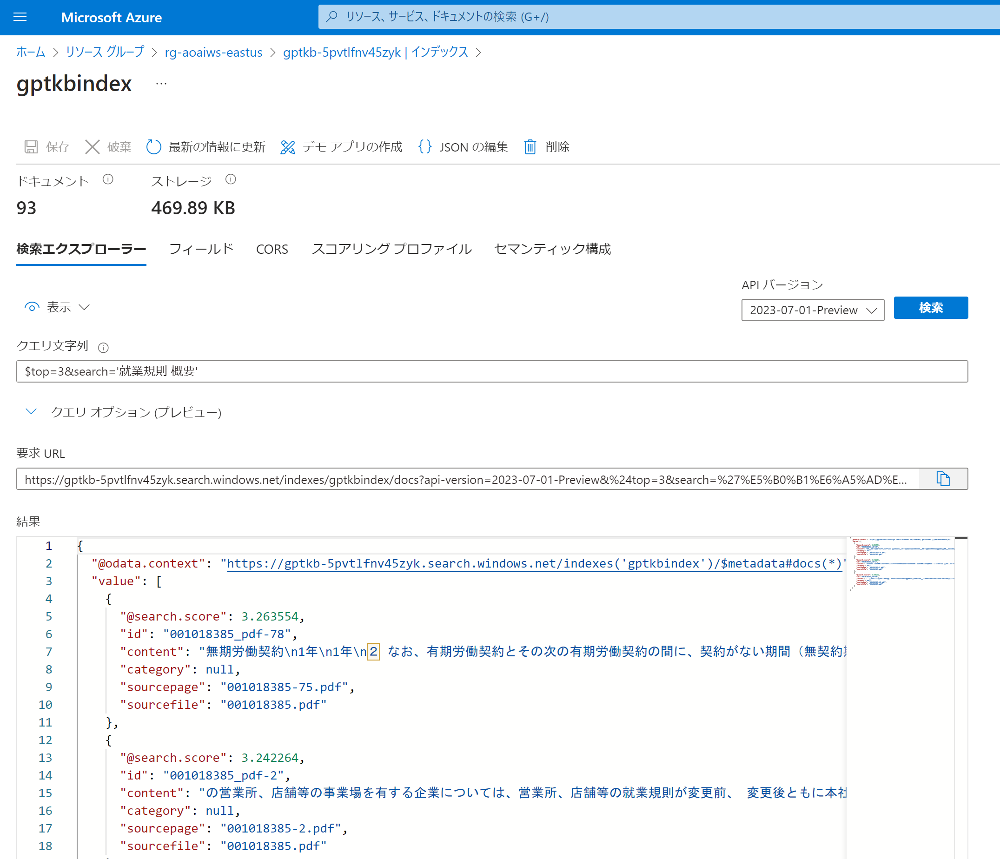 Microsoft Azure
リソース、サービス、ドキュメントの検索 (G+/)
ホーム > リソース グループ > rg-aoaiws-eastus > gptkb-5pvtlfnv45zyk | インデックス >
gptkbindex ...
保存 破棄 最新の情報に更新 デモ アプリの作成 {} JSON の編集 削除
ドキュメント ストレージ
93 469.89 KB
検索エクスプローラー フィールド CORS スコアリング プロファイル セマンティック構成
API バージョン
表示 2023-07-01-Preview 検索
クエリ文字列
$top=3&search='就業規則 概要'
クエリ オプション (プレビュー)
要求 URL
https://gptkb-5pvtlfnv45zyk.search.windows.net/indexes/gptkbindex/docs?api-version=2023-07-01-Preview&%24top=3&search=%27%E5%B0%B1%E6%A5%AD%E...
結果
1 {
2 "@odata.context": "https://gptkb-5pvtlfnv45zyk.search.windows.net/indexes('gptkbindex')/$metadata#docs(*)"
3 "value": [
4 {
5 "@search.score": 3.263554,
6 "id": "001018385_pdf-78",
7 "content": "無期労働契約\n1年\n1年\n２ なお、有期労働契約とその次の有期労働契約の間に、契約がない期間（無契約
8 "category": null,
9 "sourcepage": "001018385-75.pdf",
10 "sourcefile": "001018385.pdf"
11 },
12 {
13 "@search.score": 3.242264,
14 "id": "001018385_pdf-2",
15 "content": "の営業所、店舗等の事業場を有する企業については、営業所、店舗等の就業規則が変更前、 変更後ともに本社
16 "category": null,
17 "sourcepage": "001018385-2.pdf",
18 "sourcefile": "001018385.pdf"